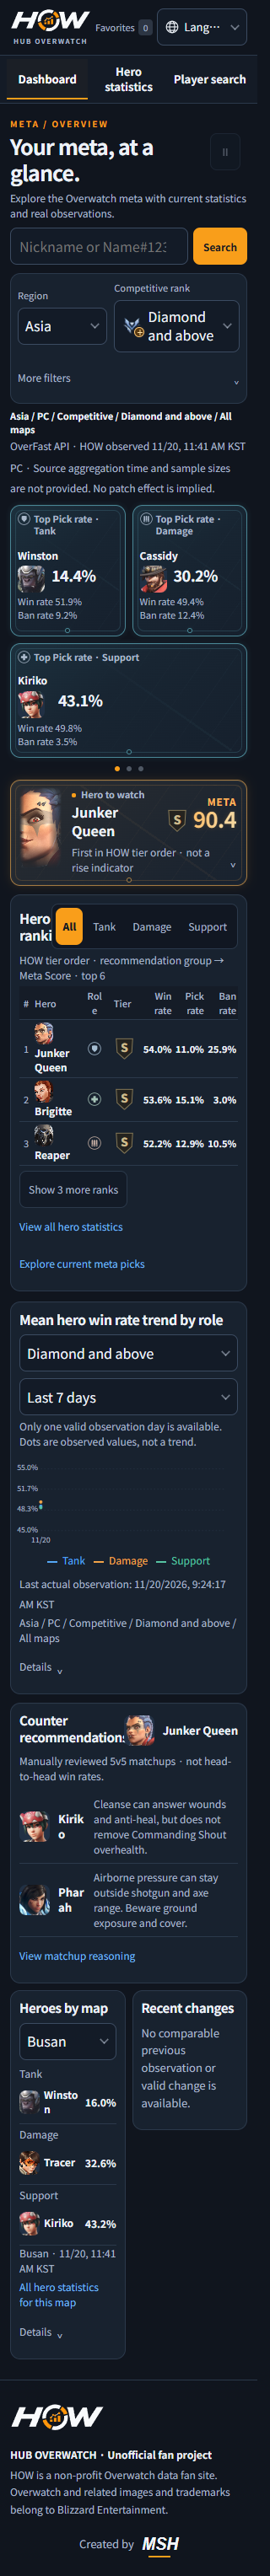 HOW
HUB OVERWATCH
Favorites 0
Lang···
Dashboard
Hero
statistics
Player search
META / OVERVIEW
Your meta, at a
glance.
Explore the Overwatch meta with current statistics
and real observations.
Nickname or Name#123
Search
Region
Asia
Competitive rank
Diamond
and above
More filters
Asia / PC / Competitive / Diamond and above / All
maps
OverFast API · HOW observed 11/20, 11:41 AM KST
PC · Source aggregation time and sample sizes
are not provided. No patch effect is implied.
Top Pick rate ·
Tank
Winston
14.4%
Win rate 51.9%
Ban rate 9.2%
Top Pick rate ·
Damage
Cassidy
30.2%
Win rate 49.4%
Ban rate 12.4%
Top Pick rate · Support
Kiriko
43.1%
Win rate 49.8%
Ban rate 3.5%
Hero to watch
Junker
Queen
First in HOW tier order · not a
rise indicator
META
S 90.4
Hero
ranki
All Tank Damage Support
HOW tier order · recommendation group →
Meta Score · top 6
# Hero Rol
e Tier Win
rate Pick
rate Ban
rate
1 Junker
Queen S 54.0% 11.0% 25.9%
2 Brigitte S 53.6% 15.1% 3.0%
3 Reaper S 52.2% 12.9% 10.5%
Show 3 more ranks
View all hero statistics
Explore current meta picks
Mean hero win rate trend by role
Diamond and above
Last 7 days
Only one valid observation day is available.
Dots are observed values, not a trend.
55.0%
51.7%
48.3%
45.0%
11/20
Tank Damage Support
Last actual observation: 11/20/2026, 9:24:17
AM KST
Asia / PC / Competitive / Diamond and above /
All maps
Details
Counter
recommendations
Junker Queen
Manually reviewed 5v5 matchups · not head-
to-head win rates.
Kirik
o
Cleanse can answer wounds
and anti-heal, but does not
remove Commanding Shout
overhealth.
Phar
ah
Airborne pressure can stay
outside shotgun and axe
range. Beware ground
exposure and cover.
View matchup reasoning
Heroes by map
Busan
Tank
Winsto
n 16.0%
Damage
Tracer 32.6%
Support
Kiriko 43.2%
Busan · 11/20, 11:41
AM KST
All hero statistics
for this map
Details
Recent changes
No comparable
previous
observation or
valid change is
available.
HOW
HUB OVERWATCH · Unofficial fan project
HOW is a non-profit Overwatch data fan site.
Overwatch and related images and trademarks
belong to Blizzard Entertainment.
Created by MSH